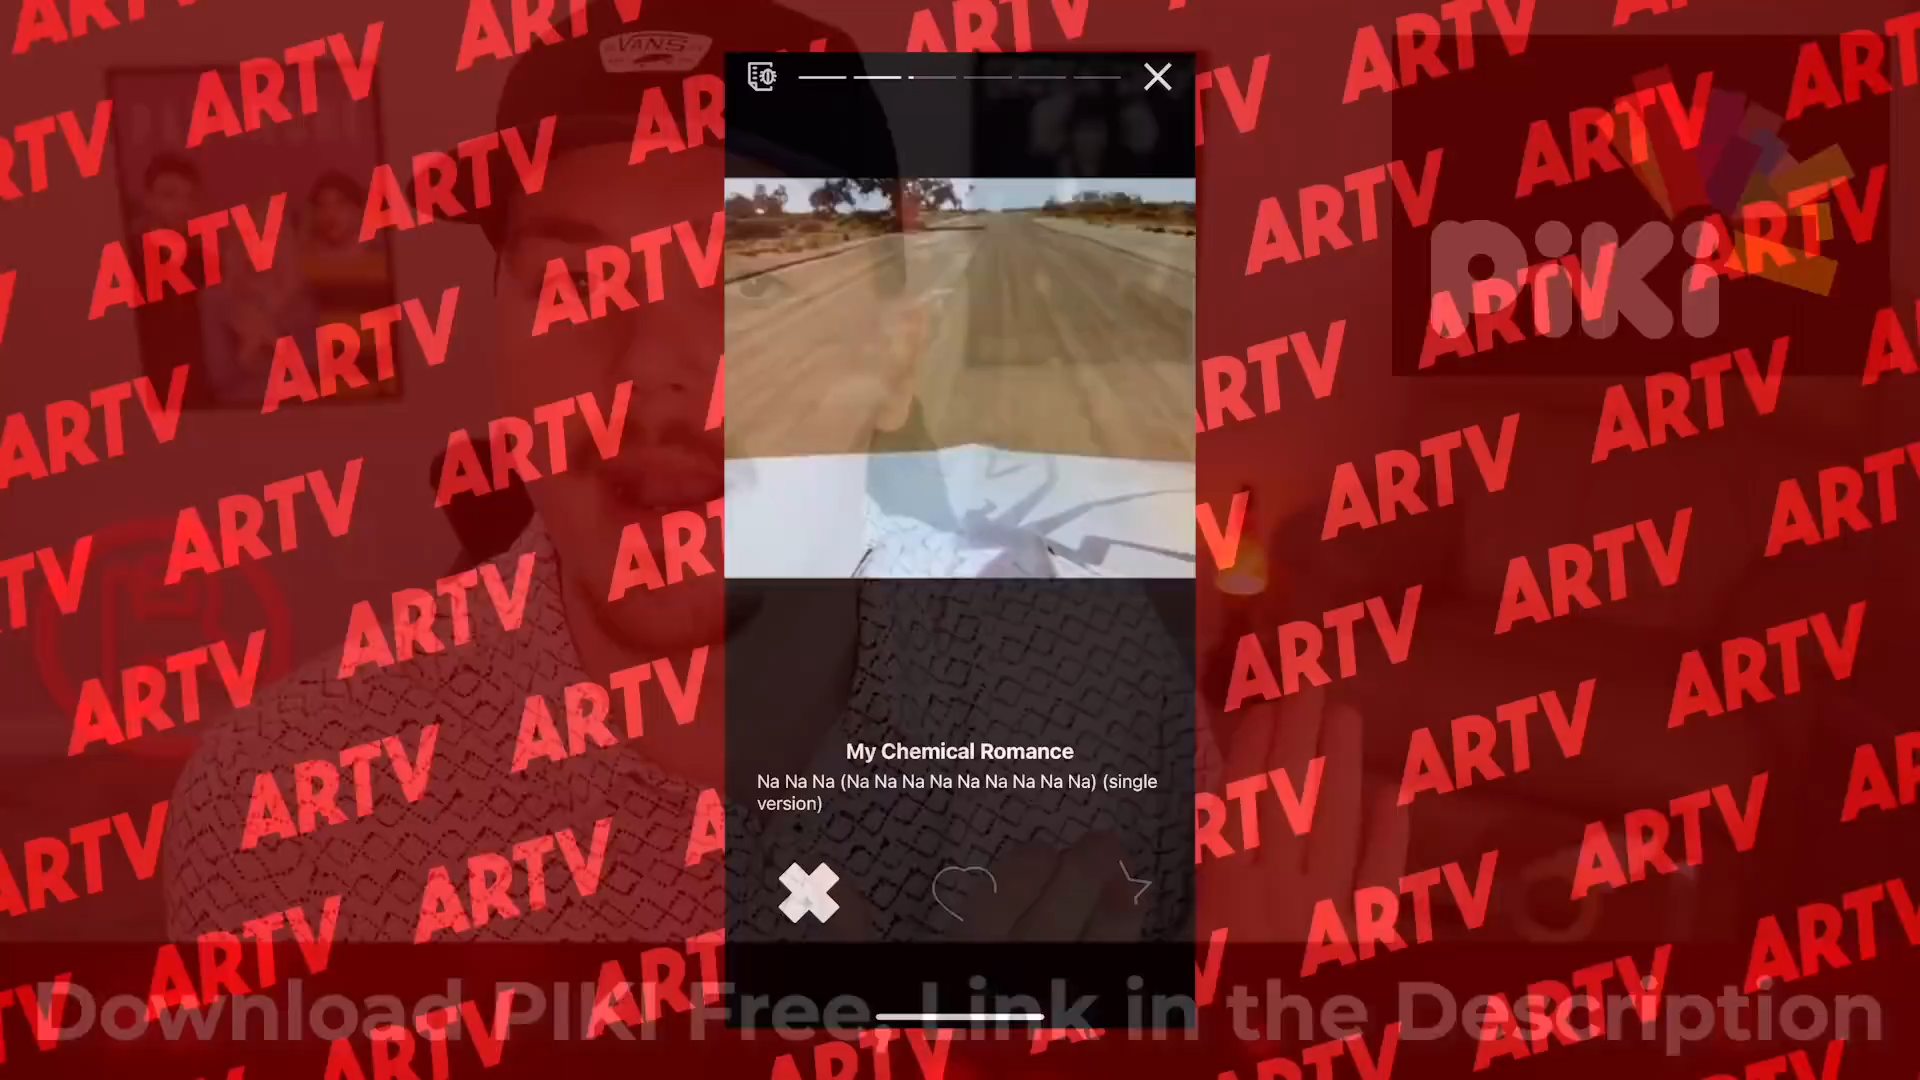 VANS
ARTV
PiKi
My Chemical Romance
Na Na Na (Na Na Na Na Na Na Na Na Na) (single
version)
Download PIKI Free. Link in the Description